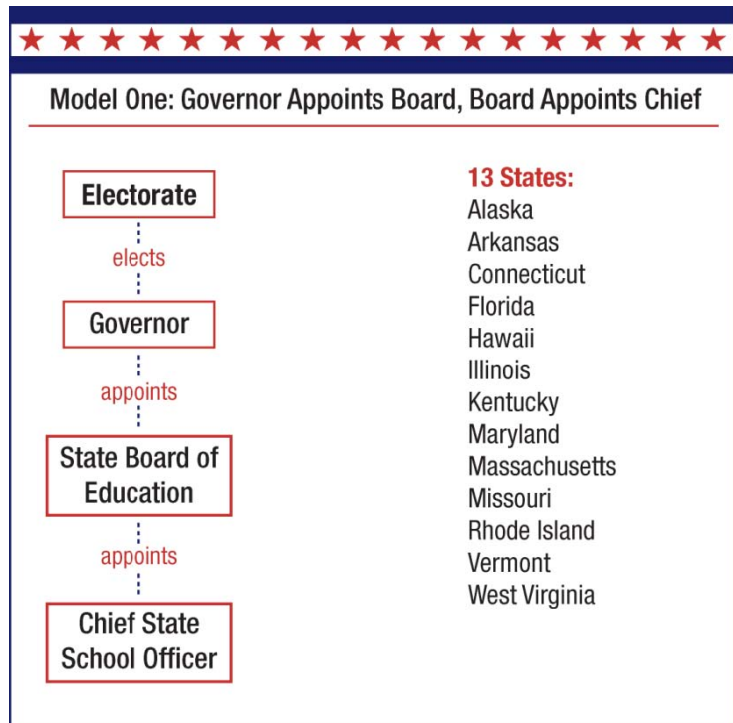 Model One: Governor Appoints Board, Board Appoints Chief
Electorate
elects
Governor
appoints
State Board of
Education
appoints
Chief State
School Officer
13 States:
Alaska
Arkansas
Connecticut
Florida
Hawaii
Illinois
Kentucky
Maryland
Massachusetts
Missouri
Rhode Island
Vermont
West Virginia